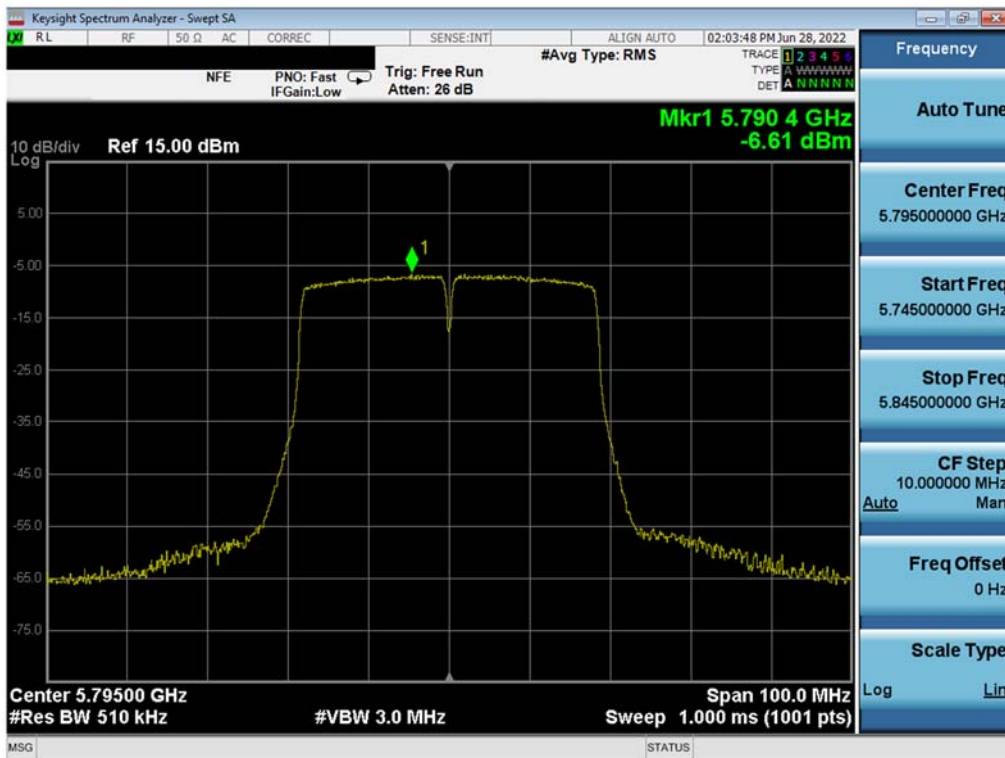 Keysight Spectrum Analyzer - Swept SA
LXI RL RF 50 Ω AC CORREC SENSE:INT ALIGN AUTO 02:03:48 PM Jun 28, 2022
NFE PNO: Fast Trig: Free Run #Avg Type: RMS TRACE 1 2 3 4 5 6
IFGain:Low Atten: 26 dB TYPE A WWWWW
DET A N N N N N
Mkr1 5.790 4 GHz
-6.61 dBm
10 dB/div Ref 15.00 dBm
Log
1
5.00
-5.00
-15.0
-25.0
-35.0
-45.0
-55.0
-65.0
-75.0
Center 5.79500 GHz Span 100.0 MHz
#Res BW 510 kHz #VBW 3.0 MHz Sweep 1.000 ms (1001 pts)
MSG STATUS
Frequency
Auto Tune
Center Freq
5.795000000 GHz
Start Freq
5.745000000 GHz
Stop Freq
5.845000000 GHz
CF Step
10.000000 MHz
Auto Man
Freq Offset
0 Hz
Scale Type
Log Lin